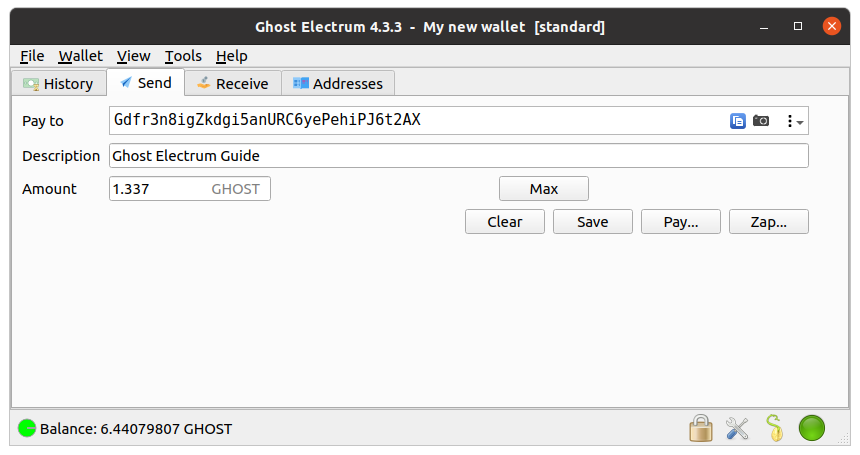 Ghost Electrum 4.3.3 - My new wallet [standard]
File Wallet View Tools Help
History Send Receive Addresses
Pay to Gdfr3n8igZkdgi5anURC6yePehiPJ6t2AX
Description Ghost Electrum Guide
Amount 1.337 GHOST Max
Clear Save Pay... Zap...
Balance: 6.44079807 GHOST